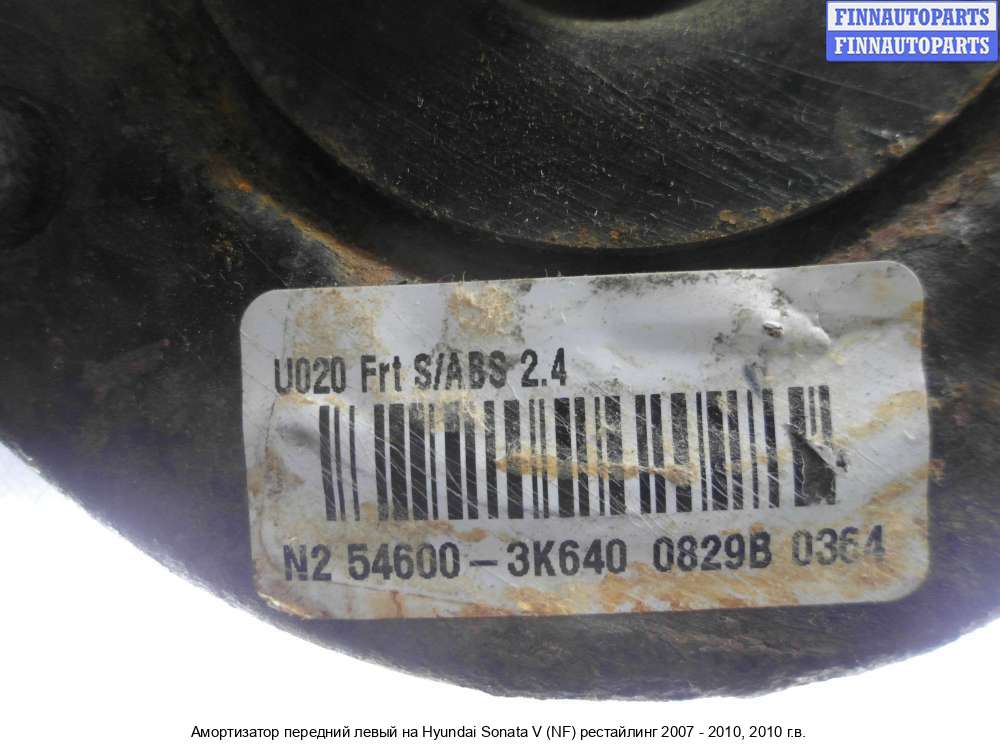 FINNAUTOPARTS
FINNAUTOPARTS
U020 Frt S/ABS 2.4
N2 54600-3K640 0829B 0364
Амортизатор передний левый на Hyundai Sonata V (NF) рестайлинг 2007 - 2010, 2010 г.в.